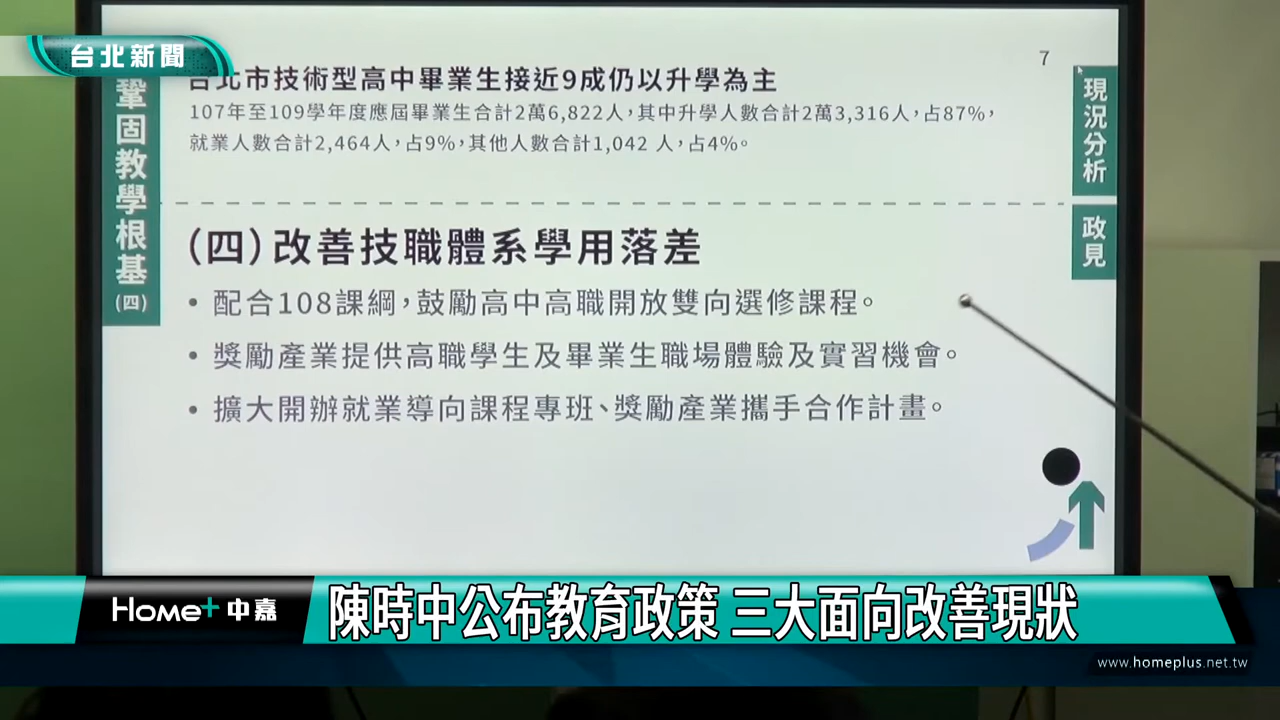 台北新聞
7
台北市技術型高中畢業生接近9成仍以升學為主
107年至109學年度應屆畢業生合計2萬6,822人,其中升學人數合計2萬3,316人,占87%,
就業人數合計2,464人,占9%,其他人數合計1,042 人,占4%。
鞏固教學根基
(四)
現況分析
政見
(四)改善技職體系學用落差
• 配合108課綱,鼓勵高中高職開放雙向選修課程。
• 獎勵產業提供高職學生及畢業生職場體驗及實習機會。
• 擴大開辦就業導向課程專班、獎勵產業攜手合作計畫。
Home+ 中嘉
陳時中公布教育政策 三大面向改善現狀
www.homeplus.net.tw